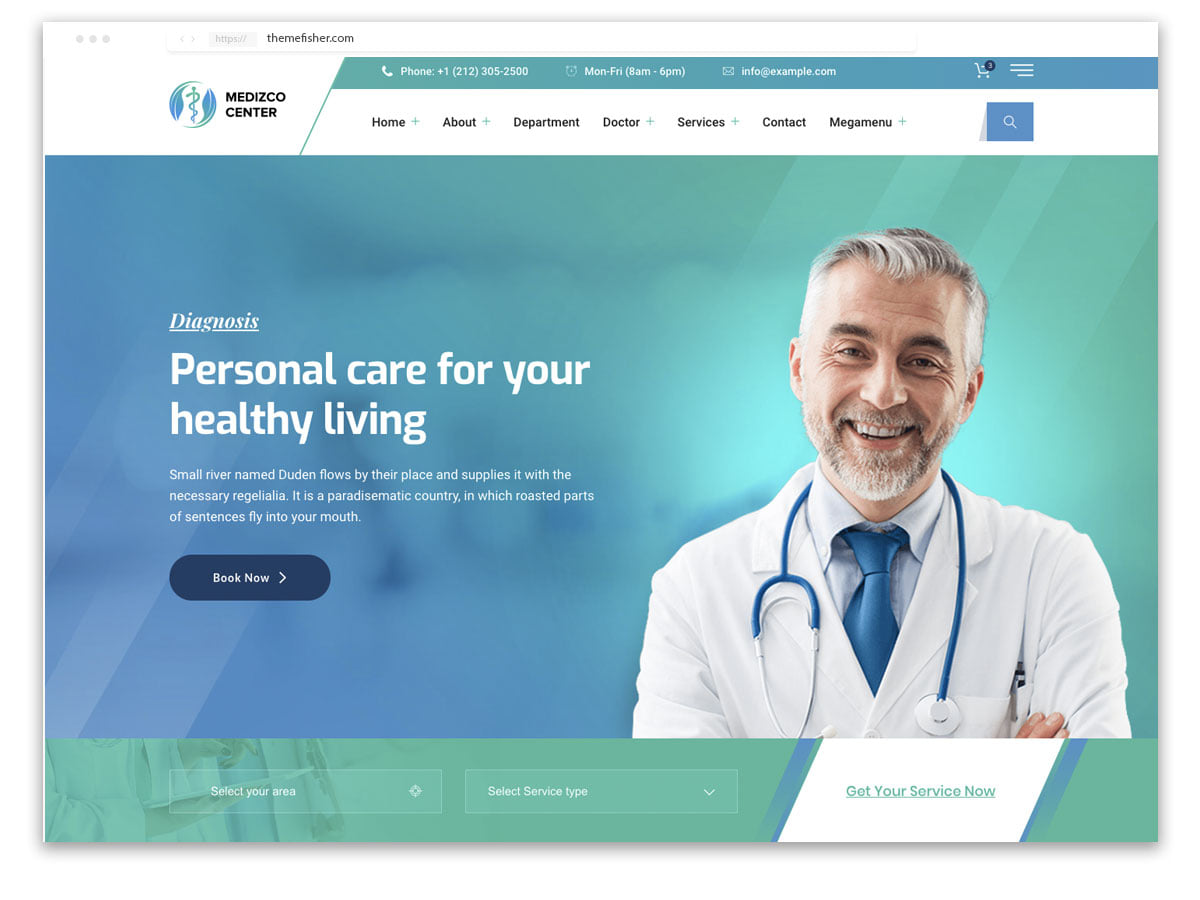 https:// themefisher.com
Phone: +1 (212) 305-2500 Mon-Fri (8am - 6pm) info@example.com 3
MEDIZCO
CENTER
Home + About + Department Doctor + Services + Contact Megamenu +
Diagnosis
Personal care for your
healthy living
Small river named Duden flows by their place and supplies it with the
necessary regelialia. It is a paradisematic country, in which roasted parts
of sentences fly into your mouth.
Book Now
Select your area Select Service type Get Your Service Now